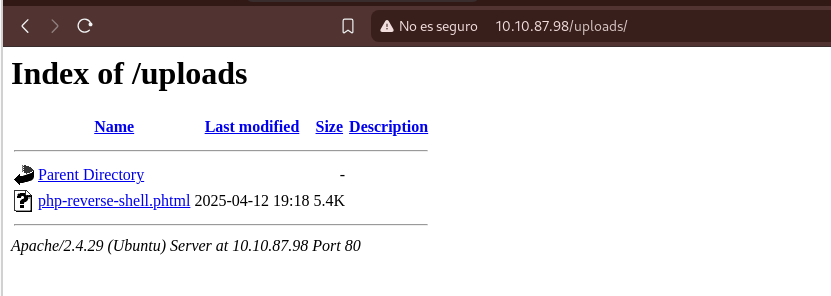 No es seguro 10.10.87.98/uploads/
Index of /uploads
Name Last modified Size Description
Parent Directory -
php-reverse-shell.phtml 2025-04-12 19:18 5.4K
Apache/2.4.29 (Ubuntu) Server at 10.10.87.98 Port 80